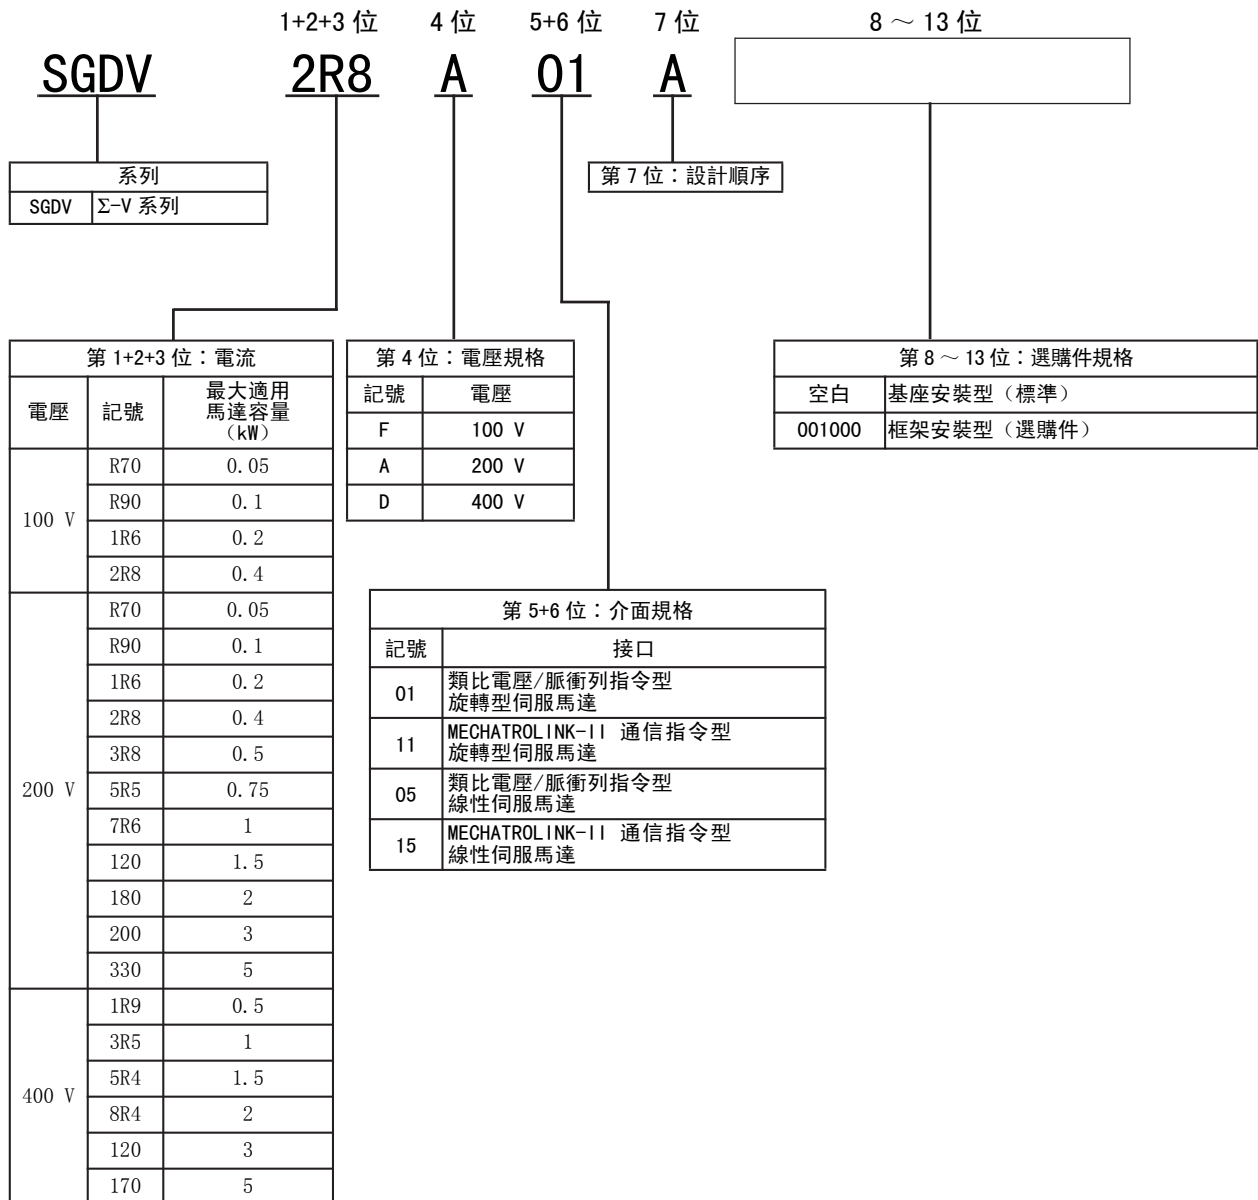 1+2+3 位 4 位 5+6 位 7 位 8 ~ 13 位
SGDV 2R8 A 01 A
系列
SGDV Σ-V 系列
第 7 位：設計順序
第 1+2+3 位：電流
電壓 記號 最大適用
馬達容量
（kW）
100 V
R70 0.05
R90 0.1
1R6 0.2
2R8 0.4
200 V
R70 0.05
R90 0.1
1R6 0.2
2R8 0.4
3R8 0.5
5R5 0.75
7R6 1
120 1.5
180 2
200 3
330 5
400 V
1R9 0.5
3R5 1
5R4 1.5
8R4 2
120 3
170 5
第 4 位：電壓規格
記號 電壓
F 100 V
A 200 V
D 400 V
第 8 ~ 13 位：選購件規格
空白 基座安裝型（標準）
001000 框架安裝型（選購件）
第 5+6 位：介面規格
記號 接口
01 類比電壓/脈衝列指令型
旋轉型伺服馬達
11 MECHATROLINK-II 通信指令型
旋轉型伺服馬達
05 類比電壓/脈衝列指令型
線性伺服馬達
15 MECHATROLINK-II 通信指令型
線性伺服馬達